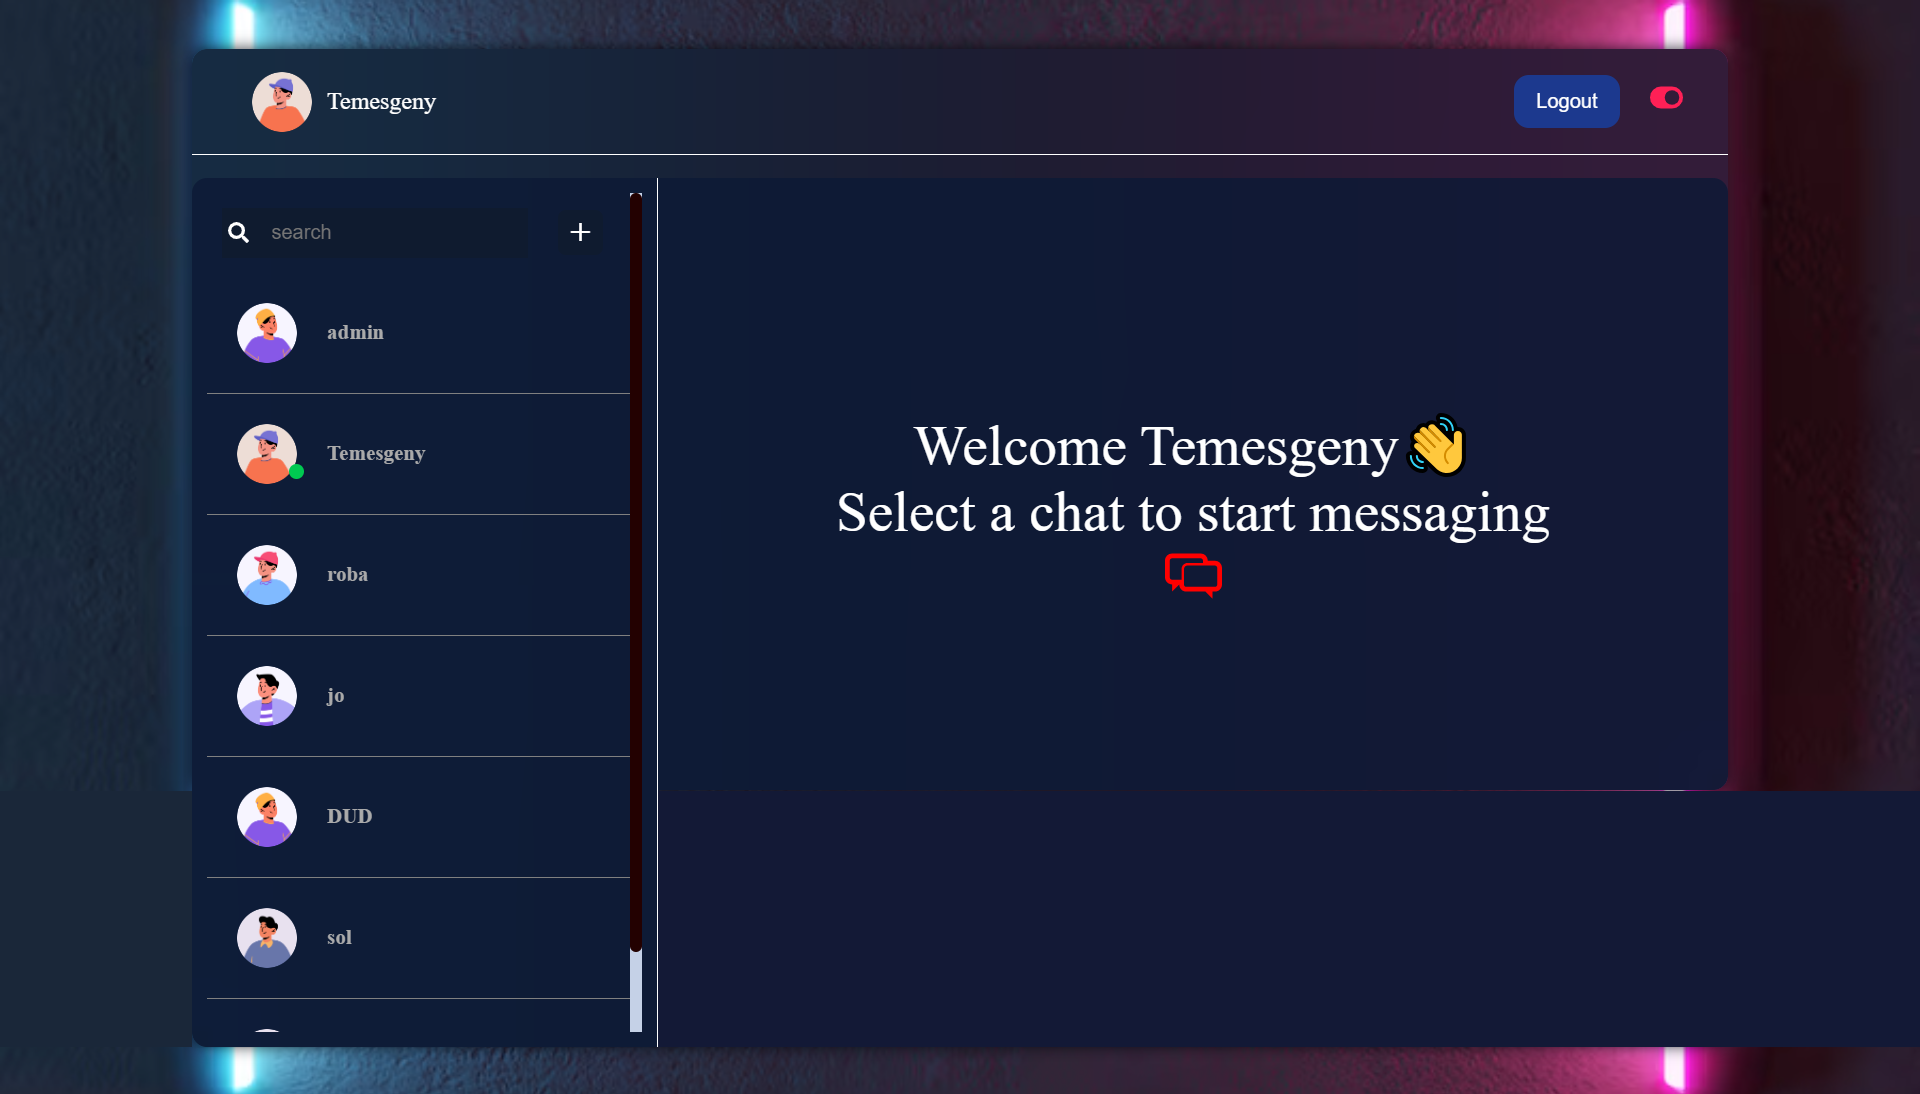 Temesgeny
Logout
search
admin
Temesgeny
roba
jo
DUD
sol
Welcome Temesgeny👋
Select a chat to start messaging